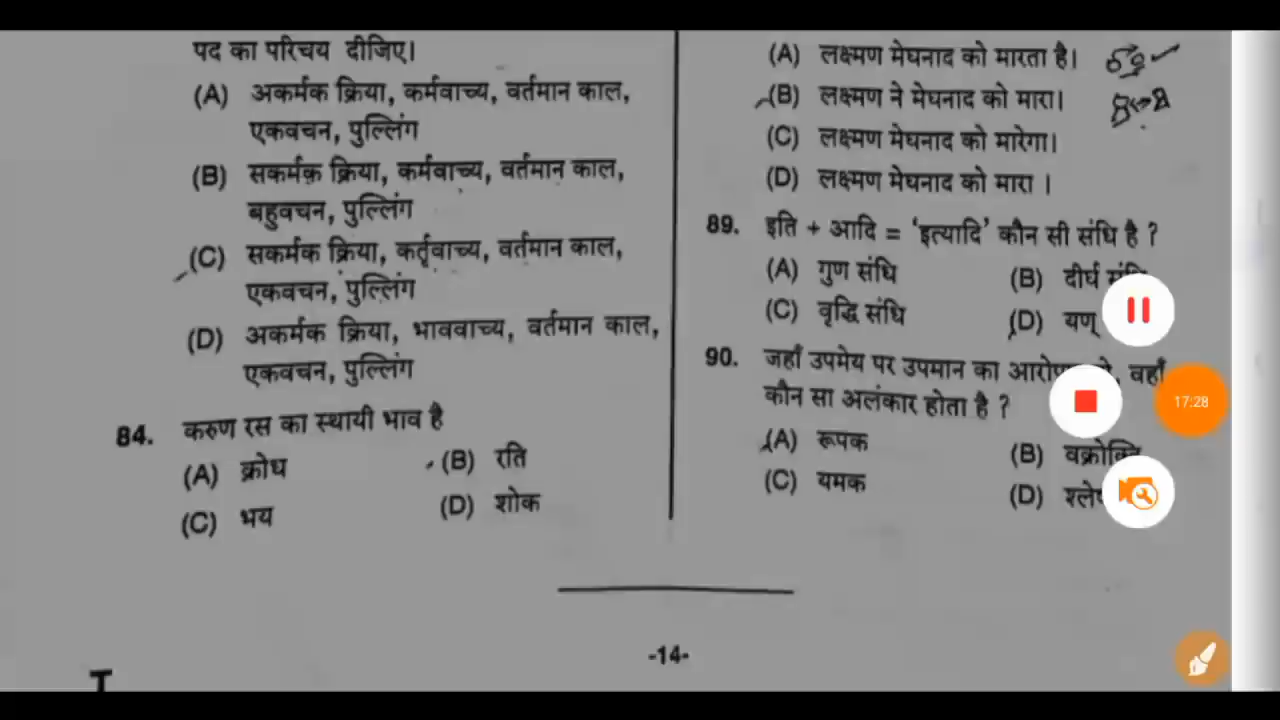 पद का परिचय दीजिए।
(A) अकर्मक क्रिया, कर्मवाच्य, वर्तमान काल,
एकवचन, पुल्लिंग
(B) सकर्मक क्रिया, कर्मवाच्य, वर्तमान काल,
बहुवचन, पुल्लिंग
(C) सकर्मक क्रिया, कर्तृवाच्य, वर्तमान काल,
एकवचन, पुल्लिंग
(D) अकर्मक क्रिया, भाववाच्य, वर्तमान काल,
एकवचन, पुल्लिंग
84. करुण रस का स्थायी भाव है
(A) क्रोध (B) रति
(C) भय (D) शोक
(A) लक्ष्मण मेघनाद को मारता है।
(B) लक्ष्मण ने मेघनाद को मारा।
(C) लक्ष्मण मेघनाद को मारेगा।
(D) लक्ष्मण मेघनाद को मारा ।
89. इति + आदि = 'इत्यादि' कौन सी संधि है ?
(A) गुण संधि (B) दीर्घ
(C) वृद्धि संधि (D) यण्
90. जहाँ उपमेय पर उपमान का वहाँ
कौन सा अलंकार होता है ?
(A) रूपक (B) वक्रोक्ति
(C) यमक (D)
17:28
-14-
T